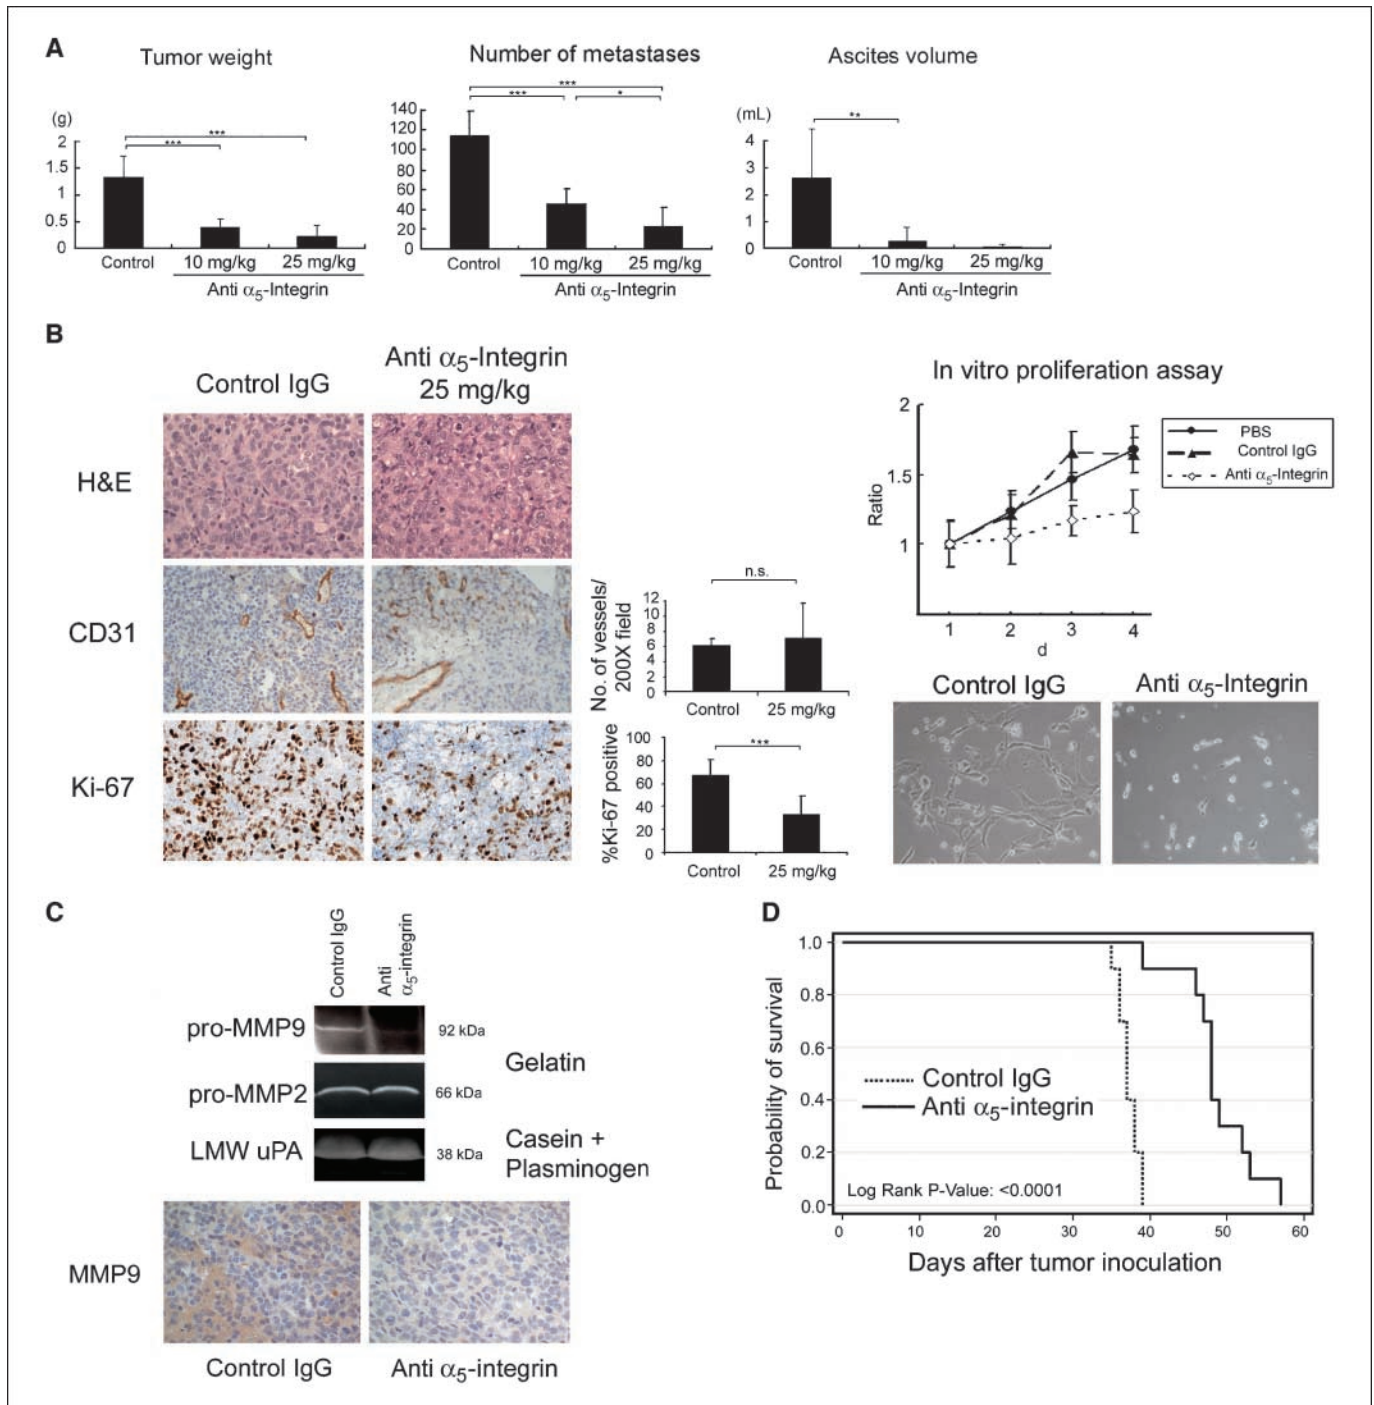 A
Tumor weight
Number of metastases
Ascites volume
(g)
2
1.5
1
0.5
0
***
***
Control
10 mg/kg
25 mg/kg
Anti α5-Integrin
140
120
100
80
60
40
20
0
***
***
*
Control
10 mg/kg
25 mg/kg
Anti α5-Integrin
(mL)
4
3
2
1
0
**
Control
10 mg/kg
25 mg/kg
Anti α5-Integrin
B
Control IgG
Anti α5-Integrin
25 mg/kg
H&E
CD31
Ki-67
No. of vessels/
200X field
12
10
8
6
4
2
0
n.s.
Control
25 mg/kg
%Ki-67 positive
100
80
60
40
20
0
***
Control
25 mg/kg
In vitro proliferation assay
Ratio
2
1.5
1
1
2
3
4
d
PBS
Control IgG
Anti α5-Integrin
Control IgG
Anti α5-Integrin
C
Control IgG
Anti
α5-integrin
pro-MMP9
92 kDa
pro-MMP2
66 kDa
Gelatin
LMW uPA
38 kDa
Casein +
Plasminogen
MMP9
Control IgG
Anti α5-integrin
D
Probability of survival
1.0
0.8
0.6
0.4
0.2
0.0
Control IgG
Anti α5-integrin
Log Rank P-Value: <0.0001
0
10
20
30
40
50
60
Days after tumor inoculation